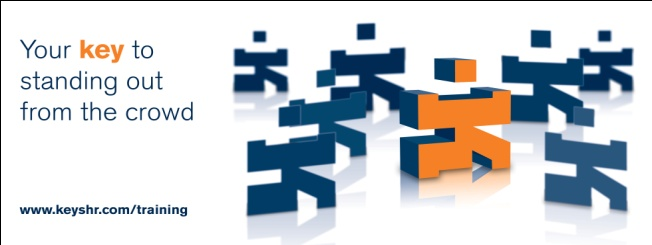 Your key to
standing out
from the crowd
www.keyshr.com/training